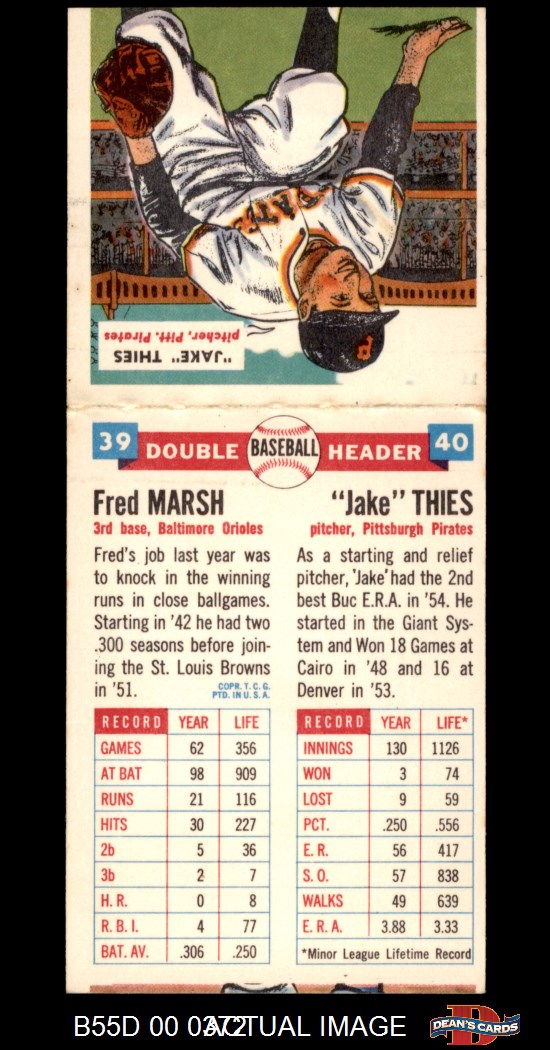 "JAKE" THIES
pitcher, Pitt. Pirates
39 DOUBLE BASEBALL HEADER 40
Fred MARSH
3rd base, Baltimore Orioles
Fred's job last year was
to knock in the winning
runs in close ballgames.
Starting in '42 he had two
.300 seasons before join-
ing the St. Louis Browns
in '51.
COPR. T. C. G.
PTD. IN U. S. A.
"Jake" THIES
pitcher, Pittsburgh Pirates
As a starting and relief
pitcher, 'Jake' had the 2nd
best Buc E.R.A. in '54. He
started in the Giant Sys-
tem and Won 18 Games at
Cairo in '48 and 16 at
Denver in '53.
RECORD YEAR LIFE
GAMES 62 356
AT BAT 98 909
RUNS 21 116
HITS 30 227
2b 5 36
3b 2 7
H. R. 0 8
R. B. I. 4 77
BAT. AV. .306 .250
RECORD YEAR LIFE*
INNINGS 130 1126
WON 3 74
LOST 9 59
PCT. .250 .556
E. R. 56 417
S. O. 57 838
WALKS 49 639
E. R. A. 3.88 3.33
*Minor League Lifetime Record
B55D 00 0372
ACTUAL IMAGE
DEAN'S CARDS